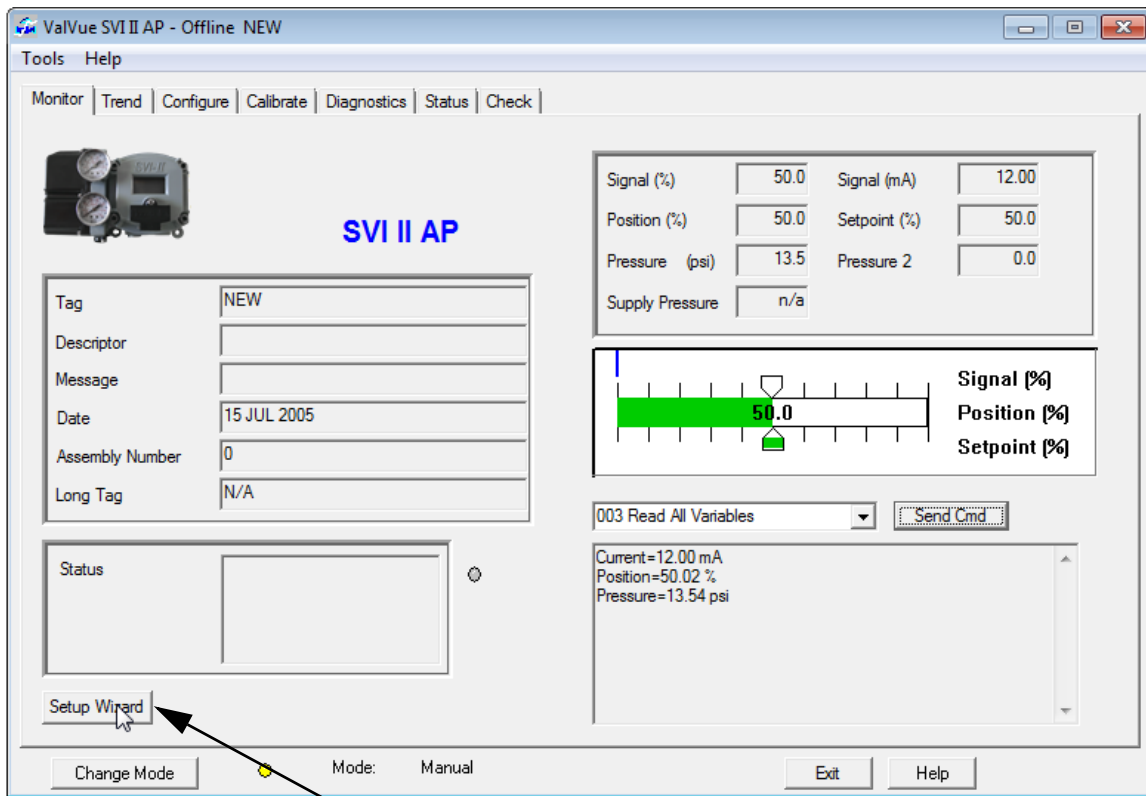 ValVue SVI II AP - Offline NEW
Tools Help
Monitor Trend Configure Calibrate Diagnostics Status Check
SVI-II
SVI II AP
Tag NEW
Descriptor
Message
Date 15 JUL 2005
Assembly Number 0
Long Tag N/A
Status
Setup Wizard
Signal (%) 50.0 Signal (mA) 12.00
Position (%) 50.0 Setpoint (%) 50.0
Pressure (psi) 13.5 Pressure 2 0.0
Supply Pressure n/a
50.0
Signal (%)
Position (%)
Setpoint (%)
003 Read All Variables Send Cmd
Current=12.00 mA
Position=50.02 %
Pressure=13.54 psi
Change Mode Mode: Manual Exit Help